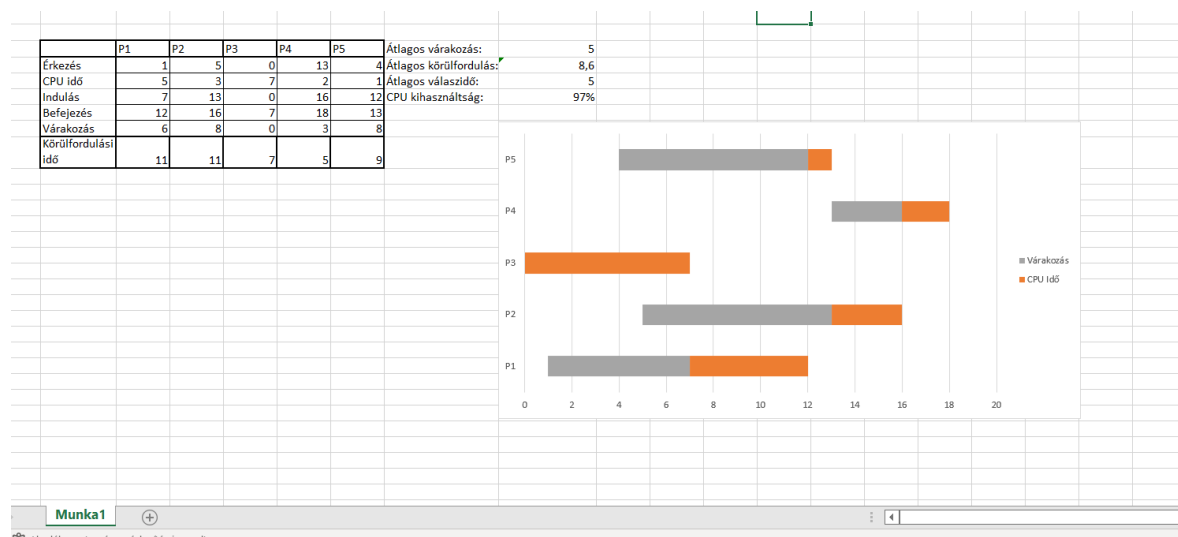 P1 P2 P3 P4 P5 Átlagos várakozás: 5
Érkezés 1 5 0 13 4 Átlagos körülfordulás: 8,6
CPU idő 5 3 7 2 1 Átlagos válaszidő: 5
Indulás 7 13 0 16 12 CPU kihasználtság: 97%
Befejezés 12 16 7 18 13
Várakozás 6 8 0 3 8
Körülfordulási
idő 11 11 7 5 9
P5
P4
P3
Várakozás
CPU Idő
P2
P1
0 2 4 6 8 10 12 14 16 18 20
Munka1